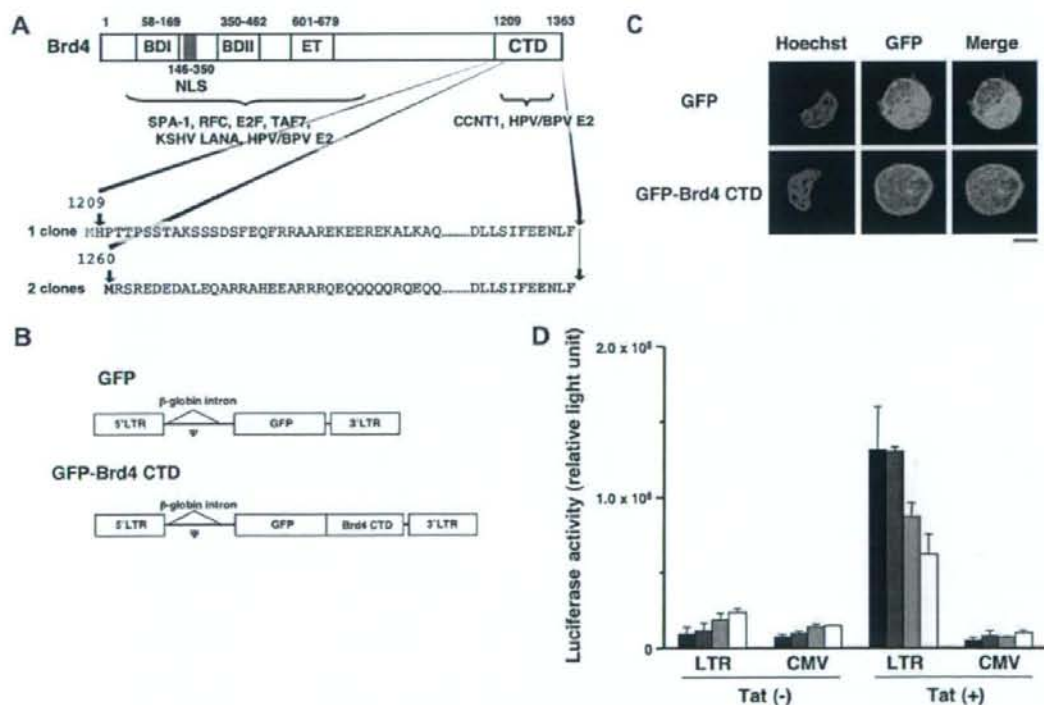 A
1 58-169 350-462 601-679 1209 1363
Brd4 BDI BDII ET CTD
146-350
NLS
SPA-1, RFC, E2F, TAF7,
KSHV LANA, HPV/BPV E2
CCNT1, HPV/BPV E2
1209
1 clone MHPTTPSSTAKSSSDSFEQFRRAAREKEEREKALKAQ......DLLSIFEENLF
1260
2 clones MRSREDEDALEQARRAHEEARRRQEQQQQQRQEQQ......DLLSIFEENLF
B
GFP
β-globin intron
5'LTR Ψ GFP 3'LTR
GFP-Brd4 CTD
β-globin intron
5'LTR Ψ GFP Brd4 CTD 3'LTR
C
Hoechst GFP Merge
GFP
GFP-Brd4 CTD
D
Luciferase activity (relative light unit)
2.0 x 10⁸
1.0 x 10⁸
0
LTR CMV LTR CMV
Tat (-) Tat (+)